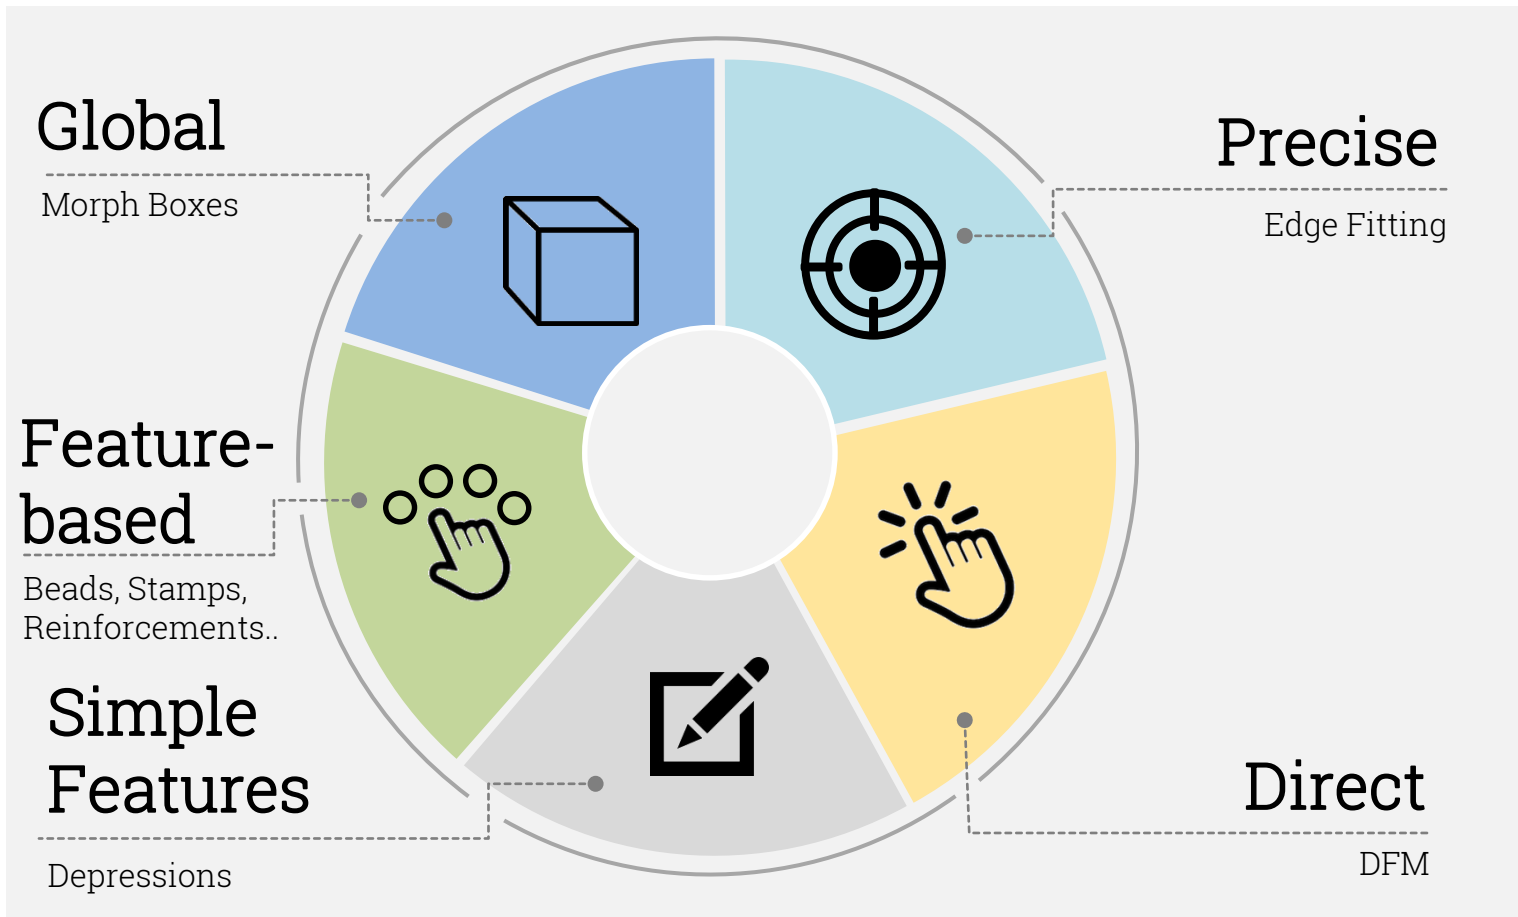 Global
Morph Boxes
Precise
Edge Fitting
Feature-
based
Beads, Stamps,
Reinforcements..
Simple
Features
Depressions
Direct
DFM